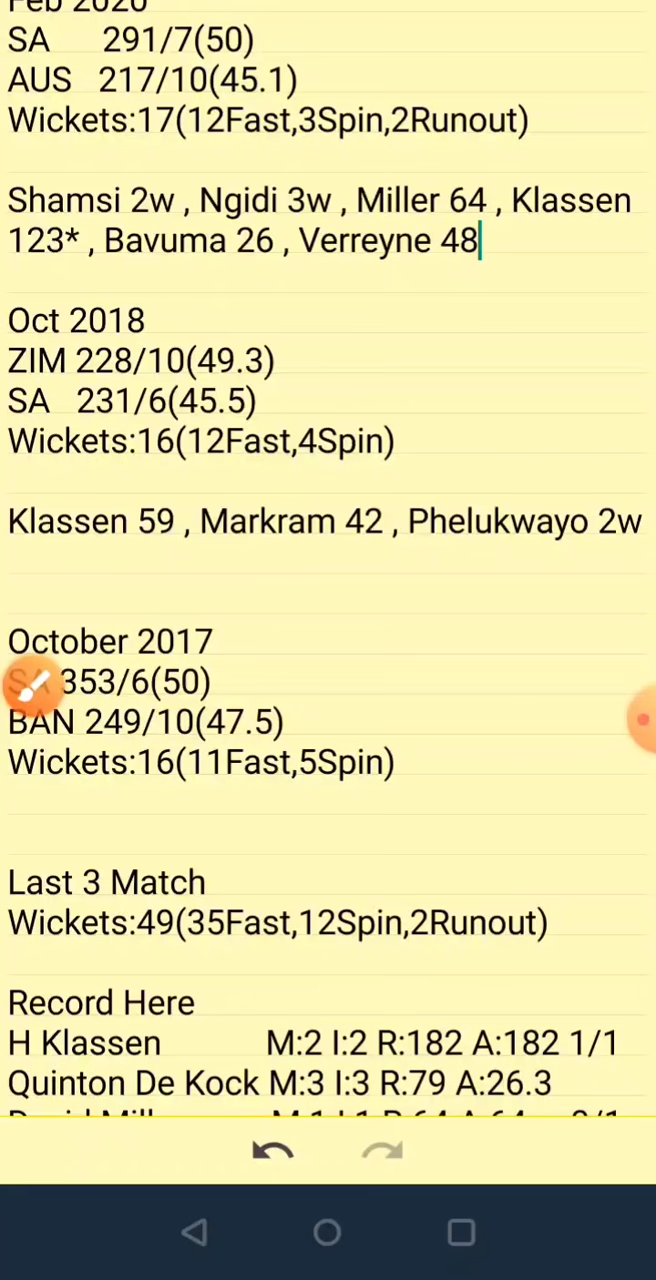 Feb 2020
SA 291/7(50)
AUS 217/10(45.1)
Wickets:17(12Fast,3Spin,2Runout)
Shamsi 2w , Ngidi 3w , Miller 64 , Klassen
123* , Bavuma 26 , Verreyne 48
Oct 2018
ZIM 228/10(49.3)
SA 231/6(45.5)
Wickets:16(12Fast,4Spin)
Klassen 59 , Markram 42 , Phelukwayo 2w
October 2017
SA 353/6(50)
BAN 249/10(47.5)
Wickets:16(11Fast,5Spin)
Last 3 Match
Wickets:49(35Fast,12Spin,2Runout)
Record Here
H Klassen M:2 I:2 R:182 A:182 1/1
Quinton De Kock M:3 I:3 R:79 A:26.3